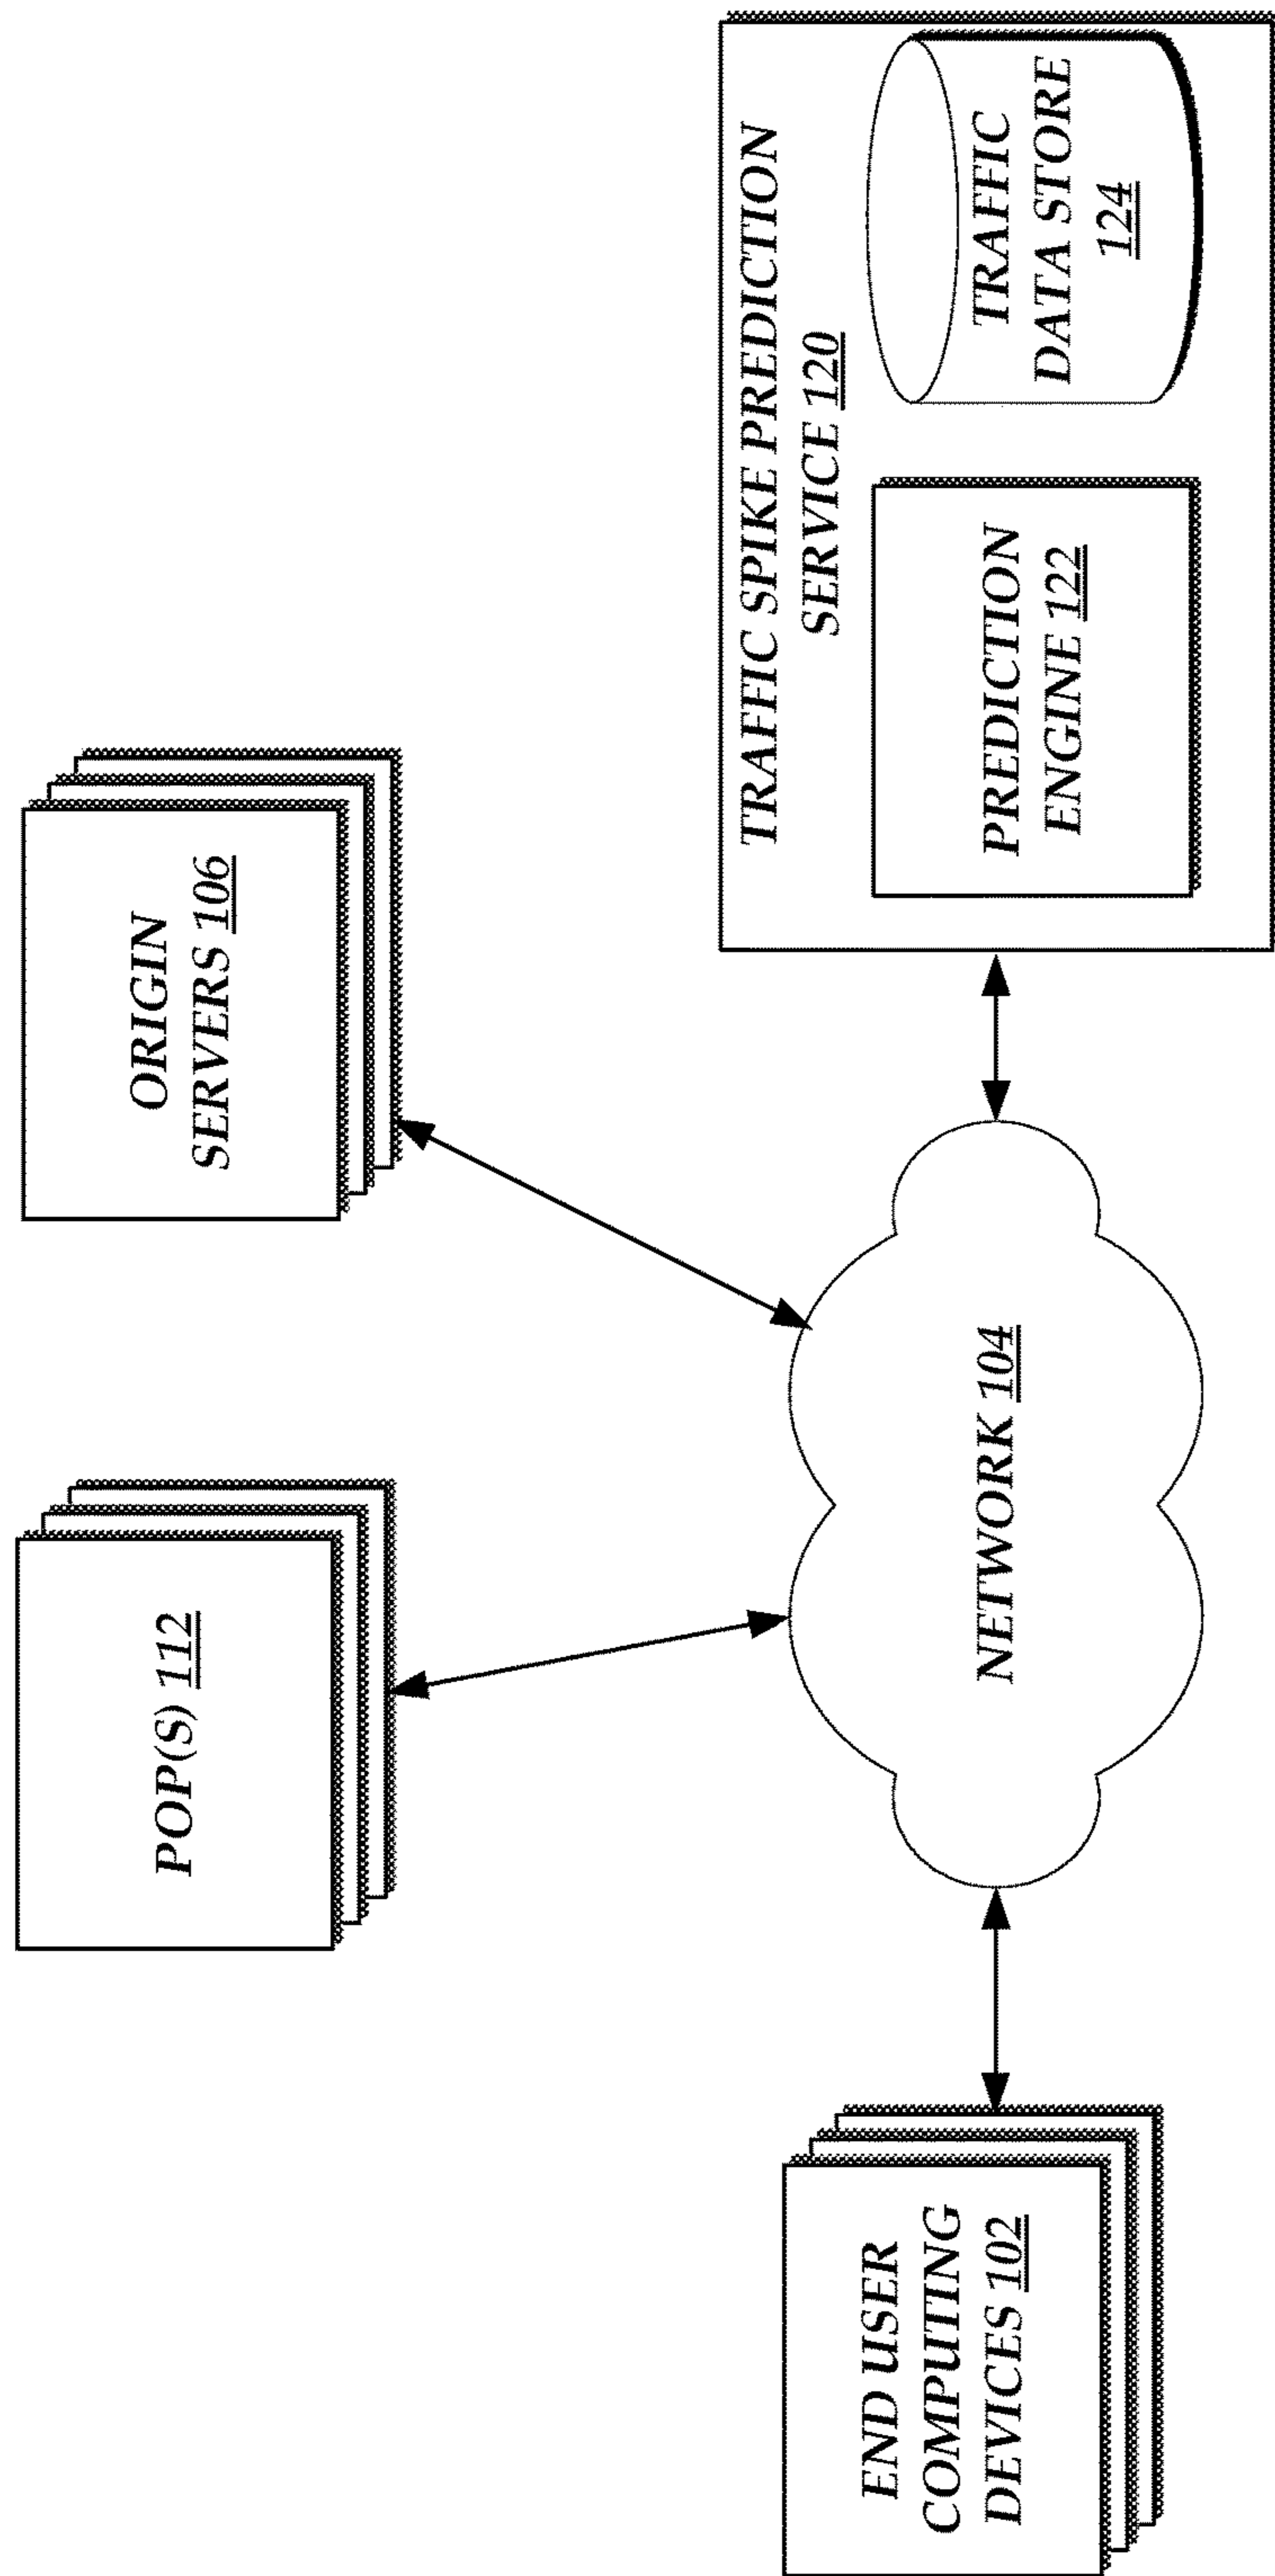 POP(S) 112
ORIGIN
SERVERS 106
END USER
COMPUTING
DEVICES 102
NETWORK 104
TRAFFIC SPIKE PREDICTION
SERVICE 120
PREDICTION
ENGINE 122
TRAFFIC
DATA STORE
124